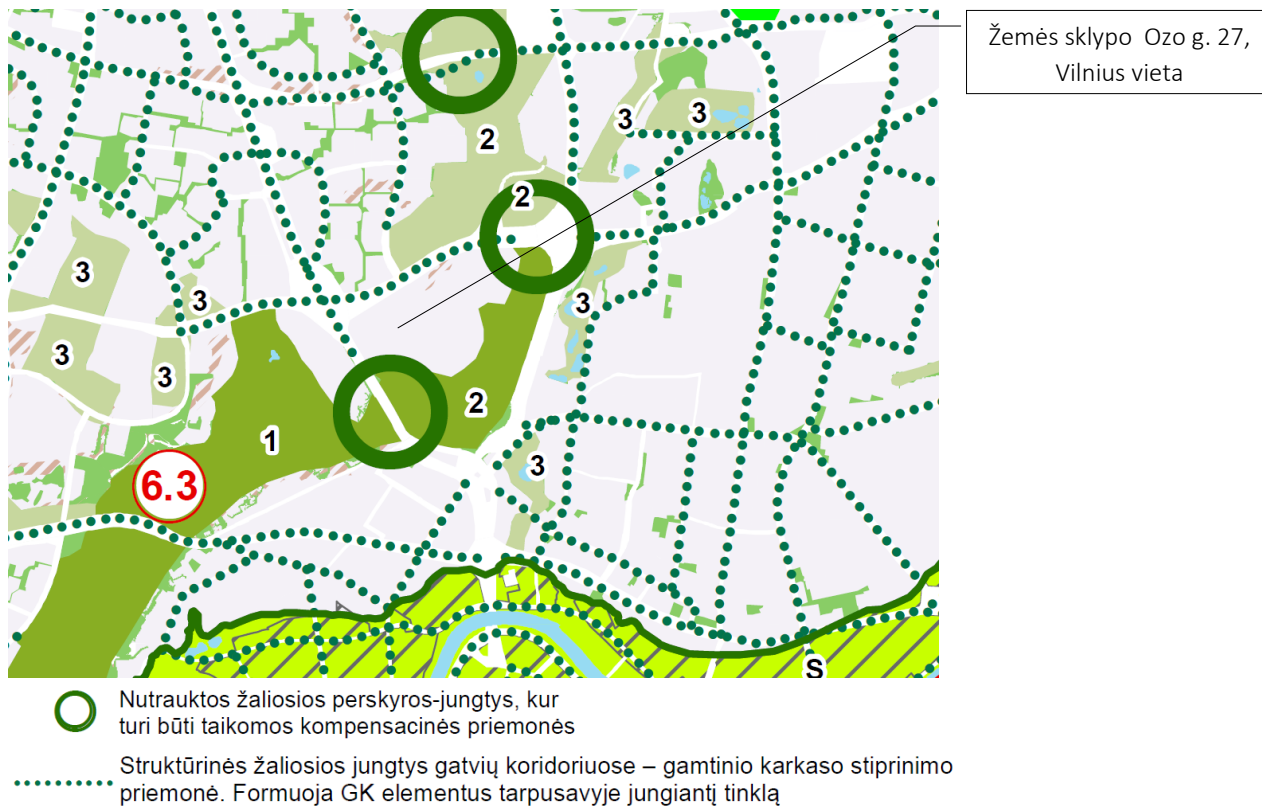 Žemės sklypo Ozo g. 27,
Vilnius vieta
2
3
3
2
3
3
3
3
3
2
1
3
6.3
S
Nutrauktos žaliosios perskyros-jungtys, kur
turi būti taikomos kompensacinės priemonės
Struktūrinės žaliosios jungtys gatvių koridoriuose – gamtinio karkaso stiprinimo
priemonė. Formuoja GK elementus tarpusavyje jungiantį tinklą